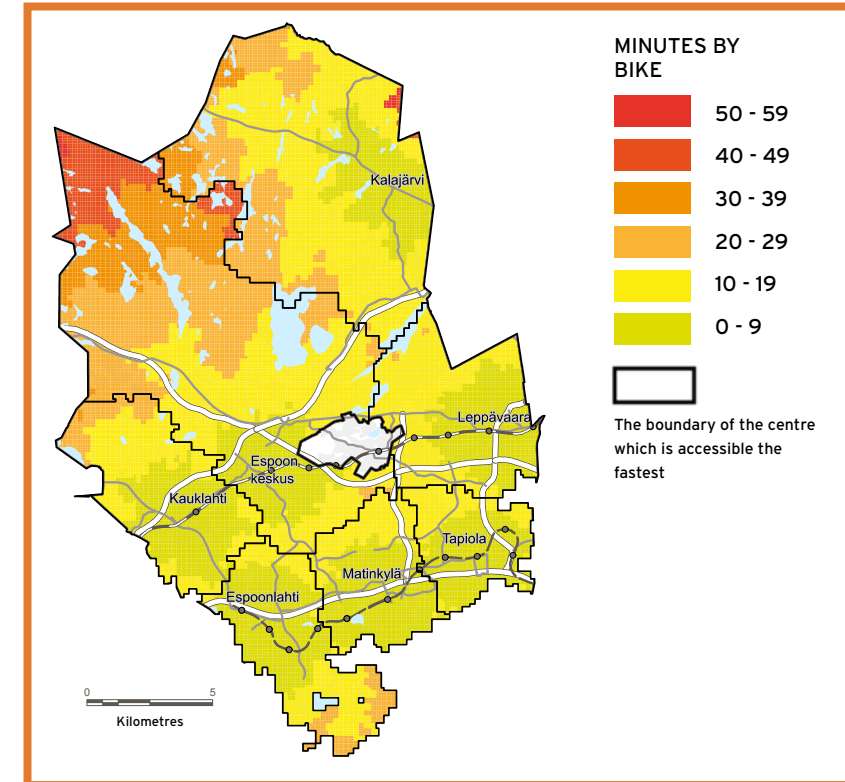 MINUTES BY
BIKE
50 - 59
40 - 49
30 - 39
20 - 29
10 - 19
0 - 9
The boundary of the centre
which is accessible the
fastest
Kalajärvi
Leppävaara
Espoon
keskus
Kauklahti
Tapiola
Matinkylä
Espoonlahti
0 5
Kilometres